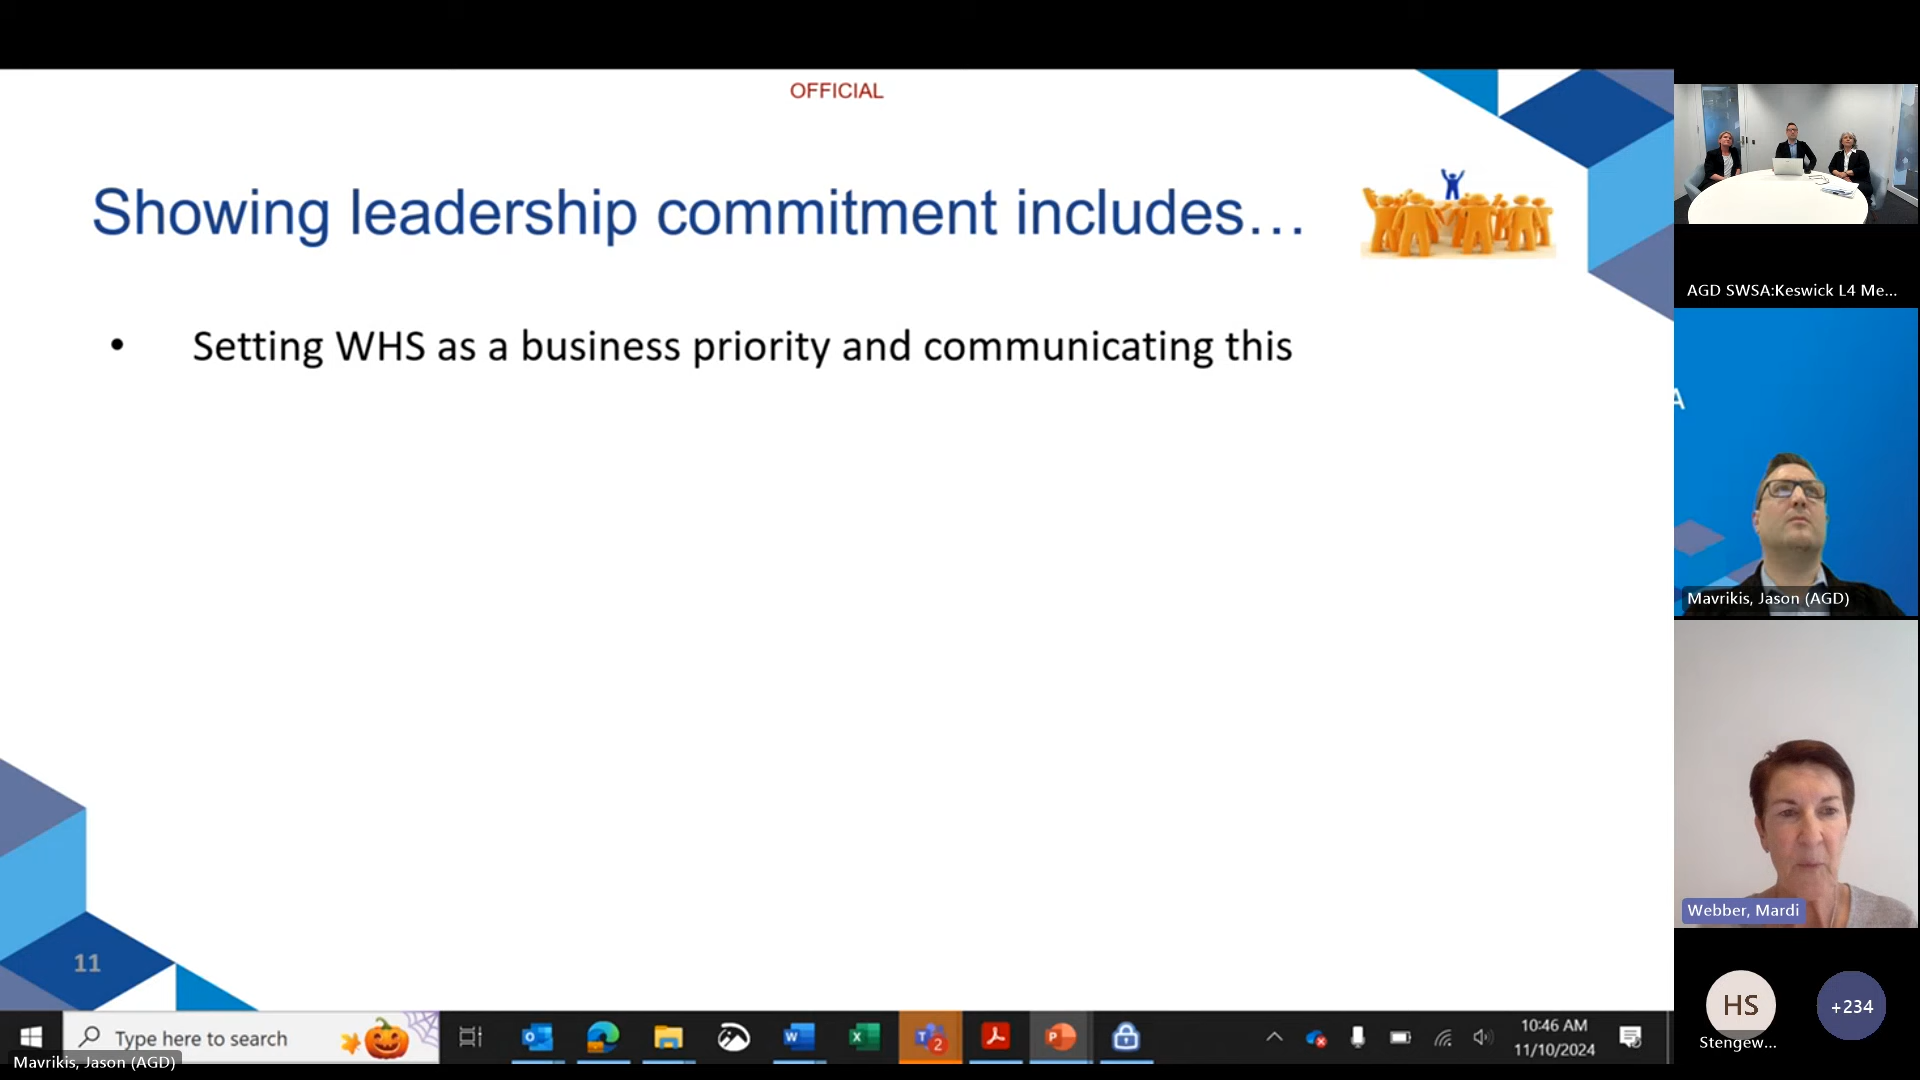 OFFICIAL
Showing leadership commitment includes…
• Setting WHS as a business priority and communicating this
11
AGD SWSA:Keswick L4 Me...
A
Mavrikis, Jason (AGD)
Webber, Mardi
HS
+234
Stengew...
Type here to search
2
10:46 AM
11/10/2024
Mavrikis, Jason (AGD)